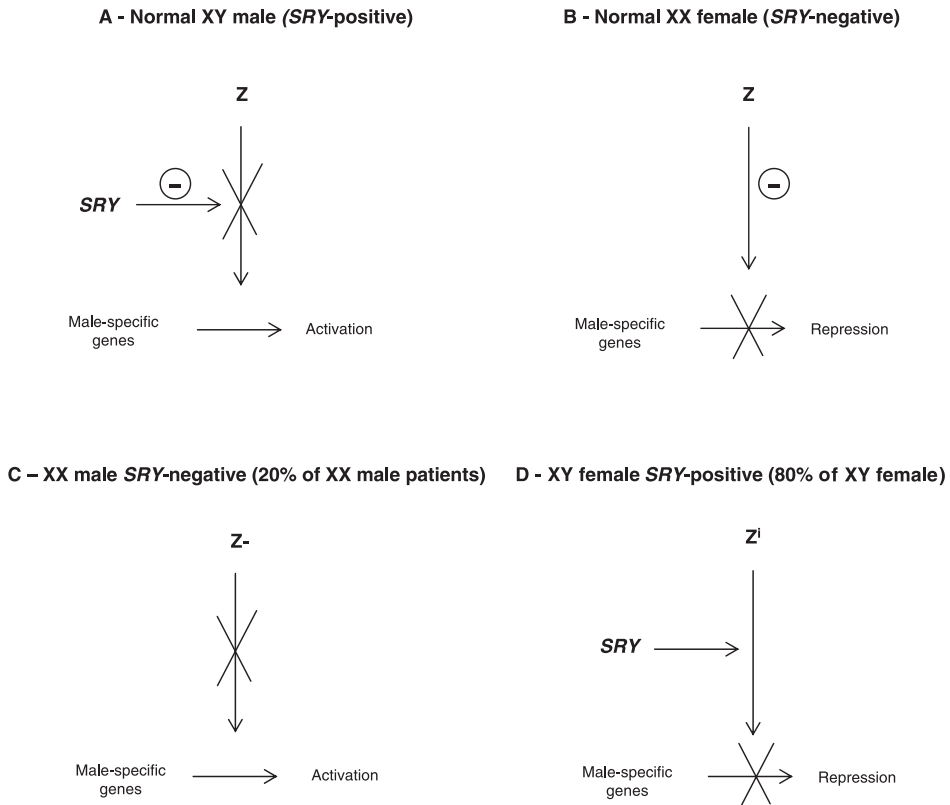 A - Normal XY male (SRY-positive)
Z
−
SRY
Male-specific
genes
Activation
B - Normal XX female (SRY-negative)
Z
−
Male-specific
genes
Repression
C – XX male SRY-negative (20% of XX male patients)
Z-
Male-specific
genes
Activation
D - XY female SRY-positive (80% of XY female)
Zⁱ
SRY
Male-specific
genes
Repression